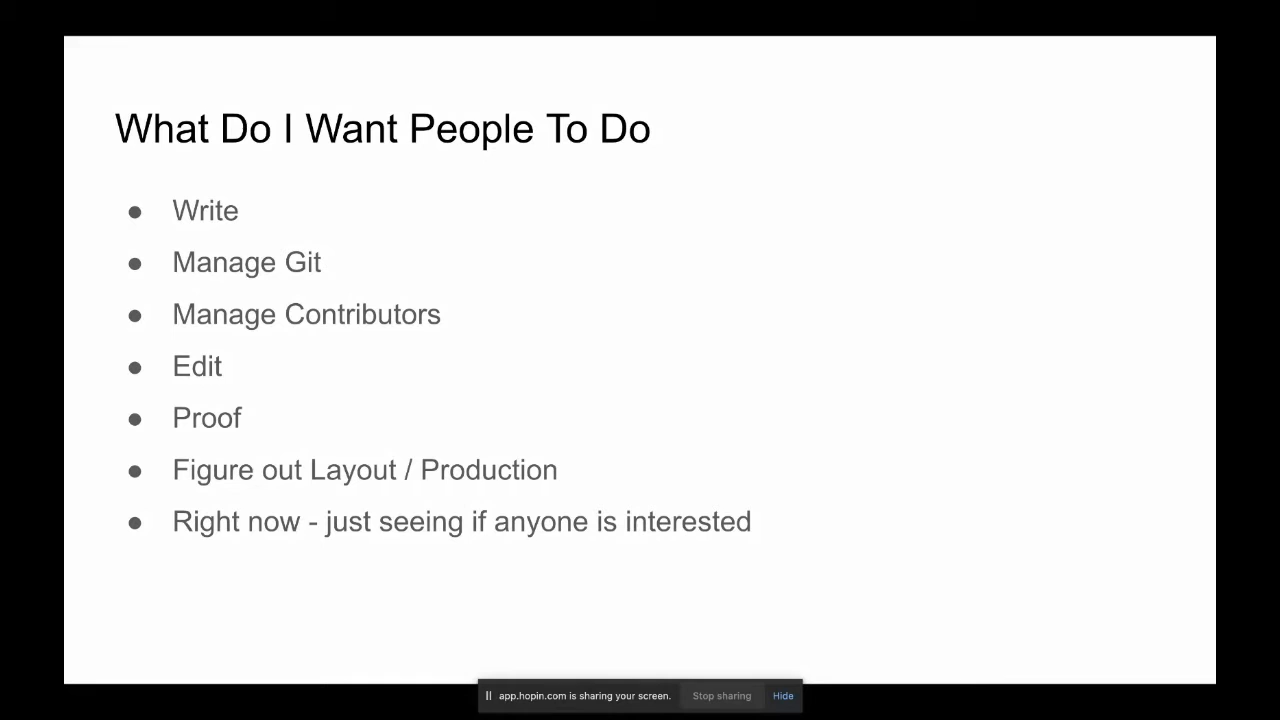 What Do I Want People To Do
● Write
● Manage Git
● Manage Contributors
● Edit
● Proof
● Figure out Layout / Production
● Right now - just seeing if anyone is interested
app.hopin.com is sharing your screen. Stop sharing Hide